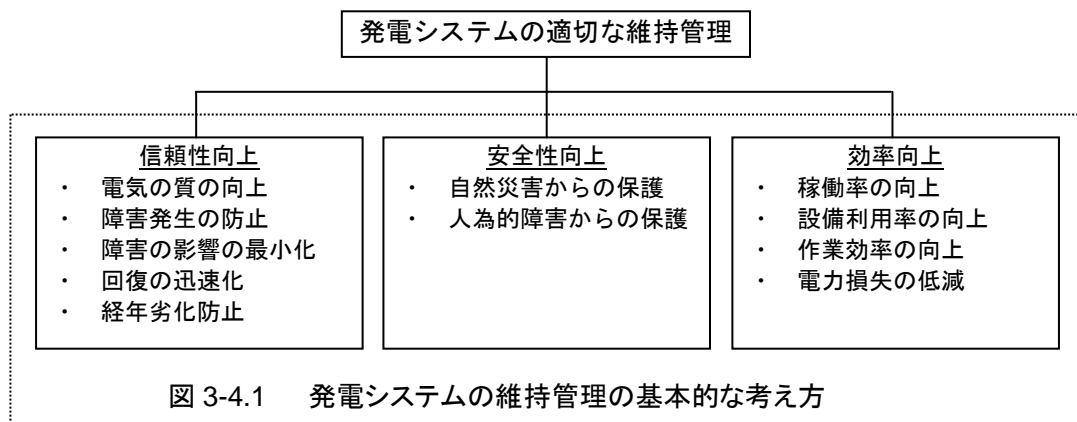 発電システムの適切な維持管理
信頼性向上
・ 電気の質の向上
・ 障害発生の防止
・ 障害の影響の最小化
・ 回復の迅速化
・ 経年劣化防止
安全性向上
・ 自然災害からの保護
・ 人為的障害からの保護
効率向上
・ 稼働率の向上
・ 設備利用率の向上
・ 作業効率の向上
・ 電力損失の低減
図 3-4.1 発電システムの維持管理の基本的な考え方